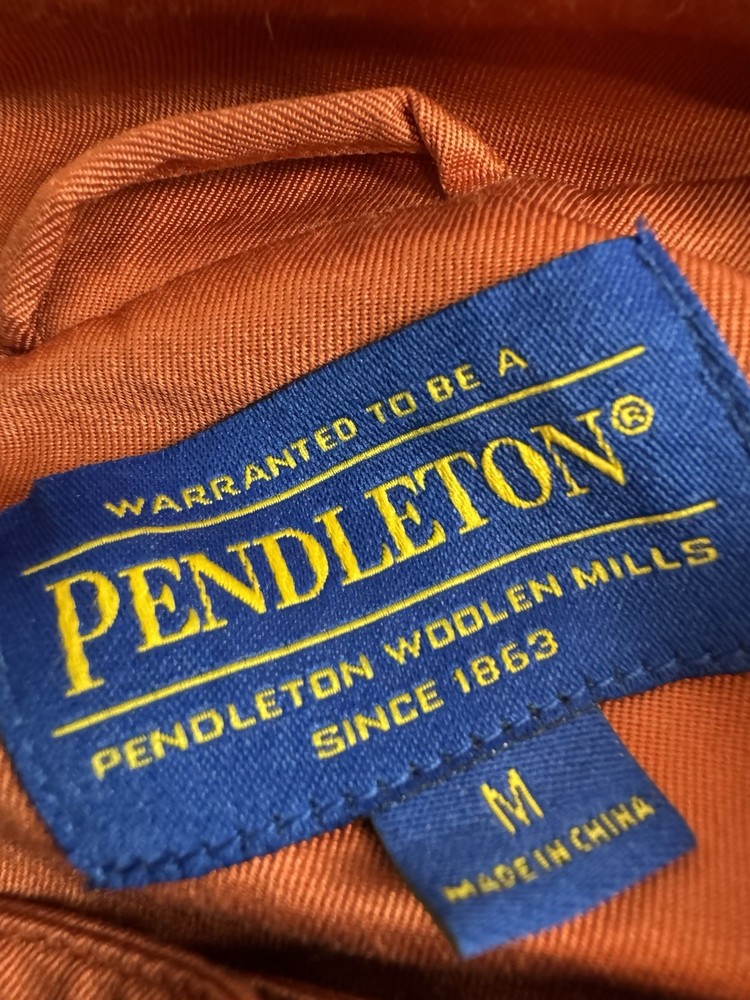 WARRANTED TO BE A
PENDLETON®
PENDLETON WOOLEN MILLS
SINCE 1863
M
MADE IN CHINA